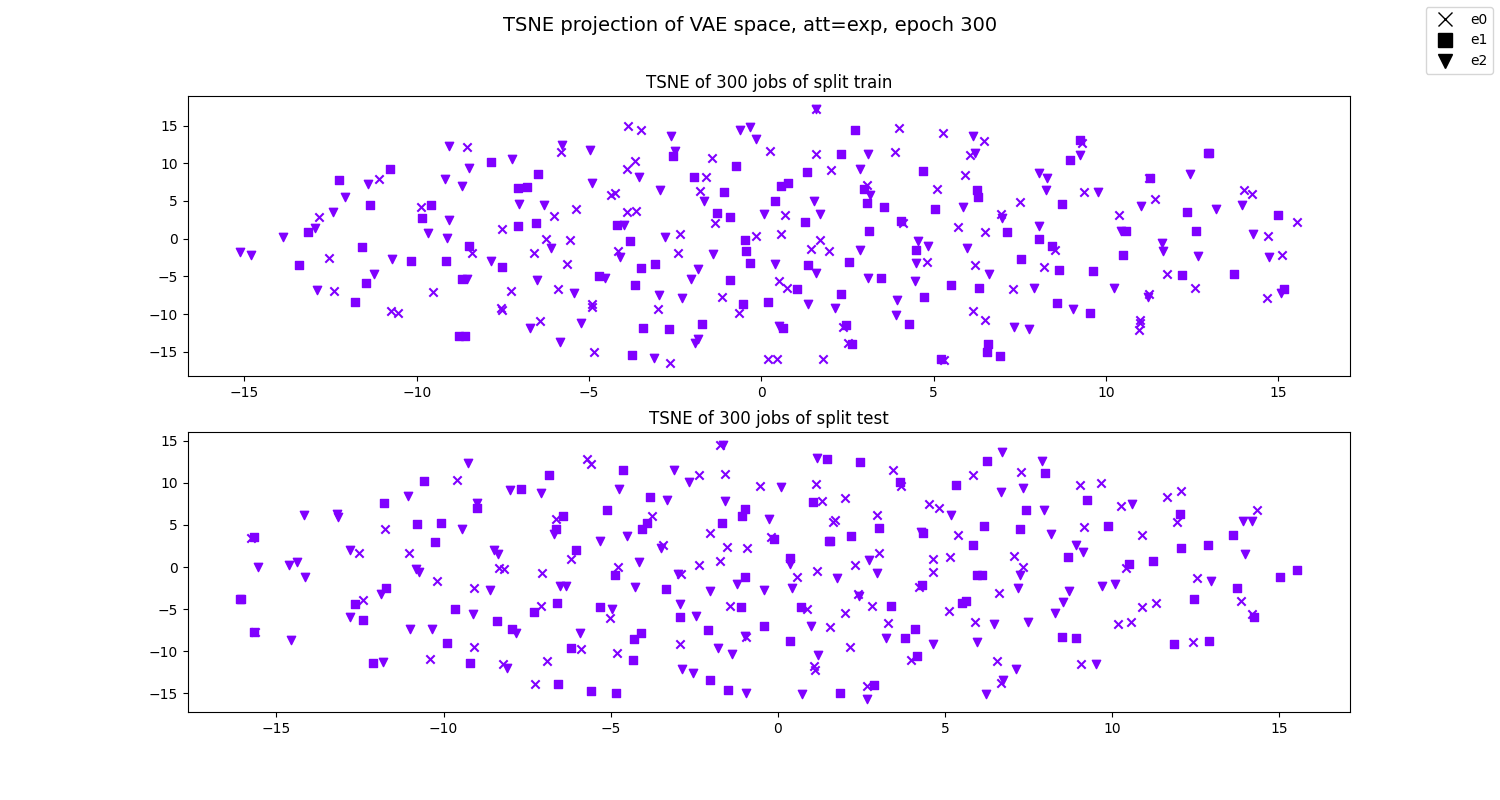 TSNE projection of VAE space, att=exp, epoch 300
e0
e1
e2
TSNE of 300 jobs of split train
15
10
5
0
−5
−10
−15
−15 −10 −5 0 5 10 15
TSNE of 300 jobs of split test
15
10
5
0
−5
−10
−15
−15 −10 −5 0 5 10 15